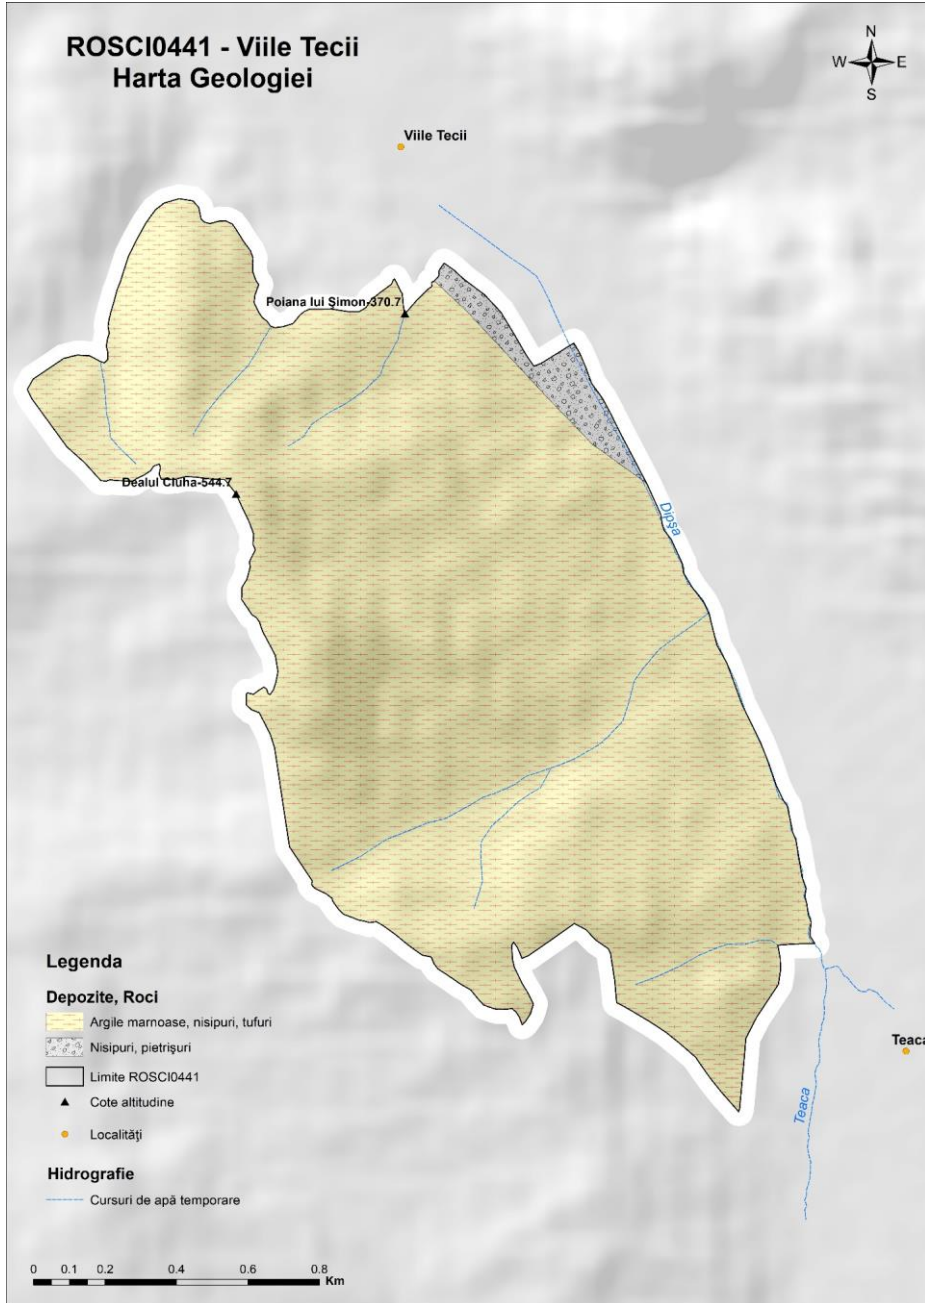 ROSCI0441 - Viile Tecii
Harta Geologiei
N
W E
S
Viile Tecii
Poiana lui Şimon-370.7
Dealul Ciuha-544.7
Dipşa
Teaca
Teaca
Legenda
Depozite, Roci
Argile marnoase, nisipuri, tufuri
Nisipuri, pietrişuri
Limite ROSCI0441
Cote altitudine
Localităţi
Hidrografie
Cursuri de apă temporare
0 0.1 0.2 0.4 0.6 0.8
Km